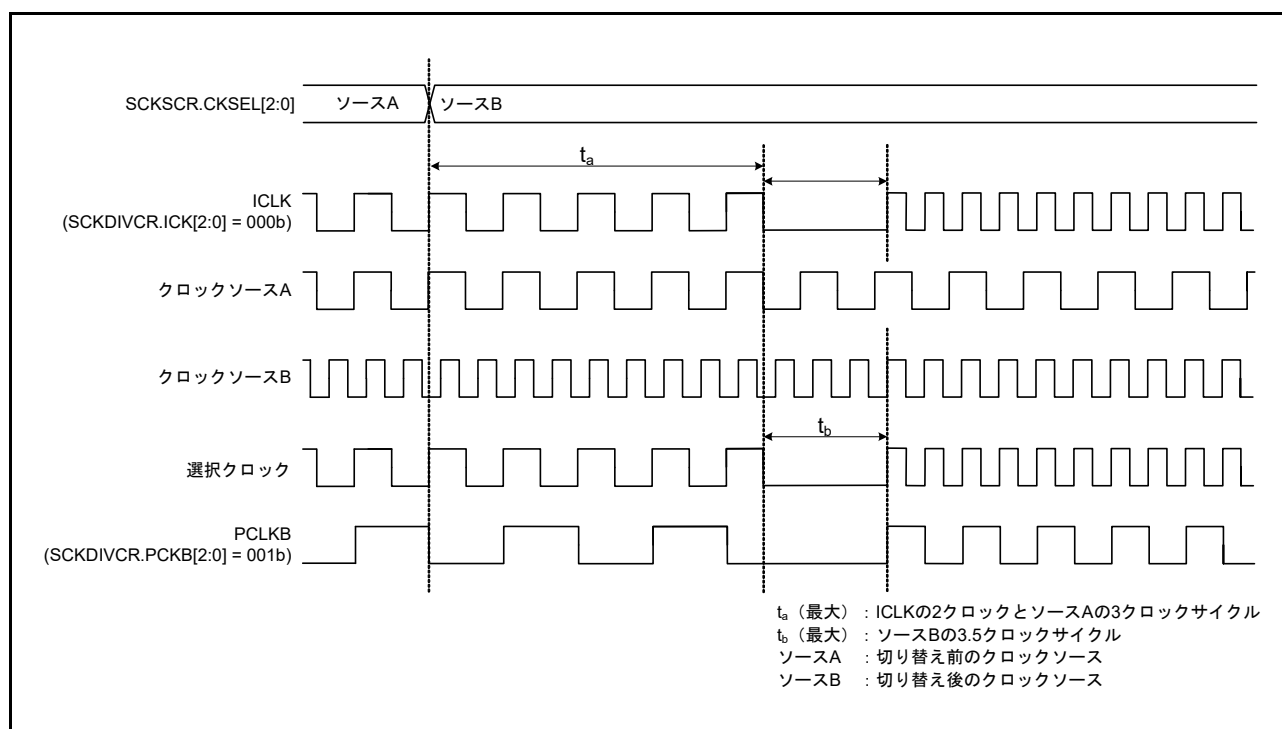 SCKSCR.CKSEL[2:0]
ソースA
ソースB
ta
ICLK
(SCKDIVCR.ICK[2:0] = 000b)
クロックソースA
クロックソースB
tb
選択クロック
PCLKB
(SCKDIVCR.PCKB[2:0] = 001b)
ta（最大）：ICLKの2クロックとソースAの3クロックサイクル
tb（最大）：ソースBの3.5クロックサイクル
ソースA ：切り替え前のクロックソース
ソースB ：切り替え後のクロックソース